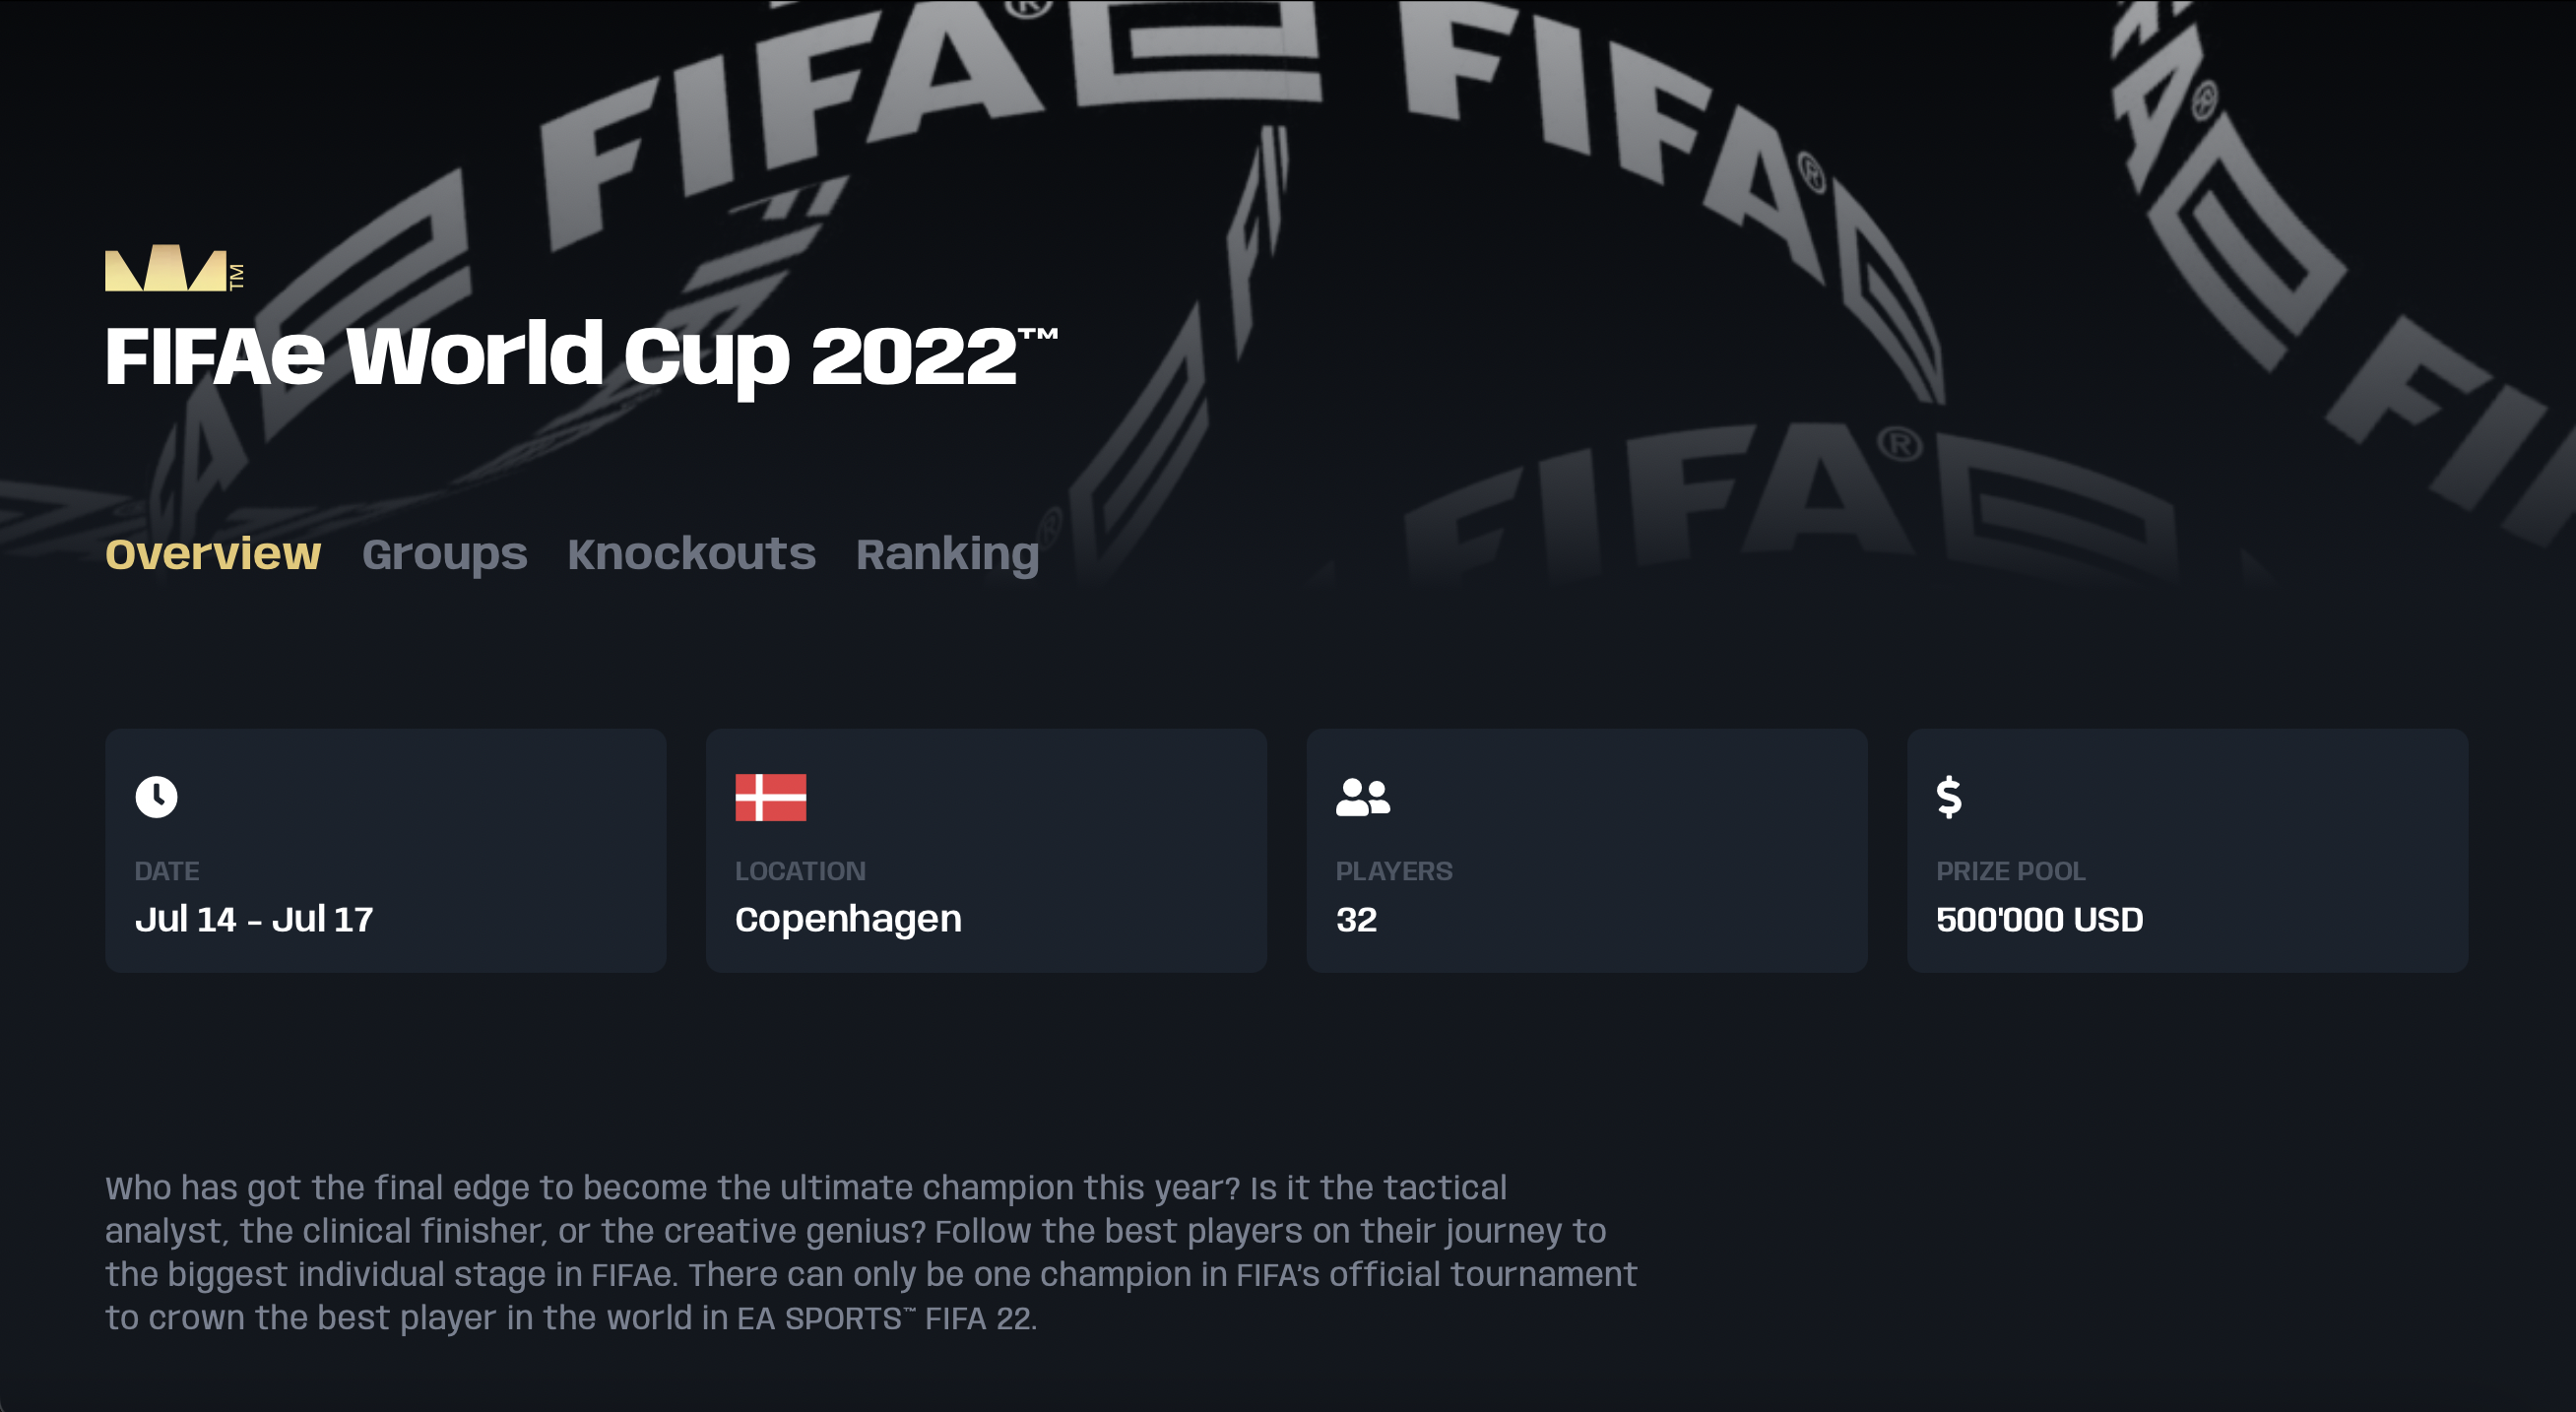 FIFAe FIFAe FIFAe
TM
FIFAe World Cup 2022™
FIFA®
Overview Groups Knockouts Ranking
DATE
Jul 14 - Jul 17
LOCATION
Copenhagen
PLAYERS
32
$
PRIZE POOL
500'000 USD
Who has got the final edge to become the ultimate champion this year? Is it the tactical
analyst, the clinical finisher, or the creative genius? Follow the best players on their journey to
the biggest individual stage in FIFAe. There can only be one champion in FIFA's official tournament
to crown the best player in the world in EA SPORTS™ FIFA 22.